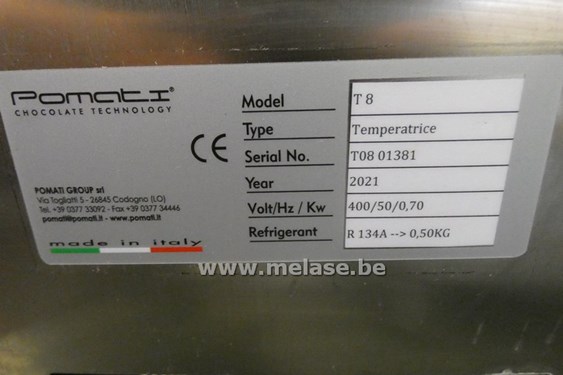 Pomati®
CHOCOLATE TECHNOLOGY
CE
POMATI GROUP srl
Via Togliatti 5 - 26845 Codogno (LO)
Tel. +39 0377 33092 - Fax +39 0377 34446
pomati@pomati.it - www.pomati.it
made in italy
Model T 8
Type Temperatrice
Serial No. T08 01381
Year 2021
Volt/Hz / Kw 400/50/0,70
Refrigerant R 134A --> 0,50KG
www.melase.be